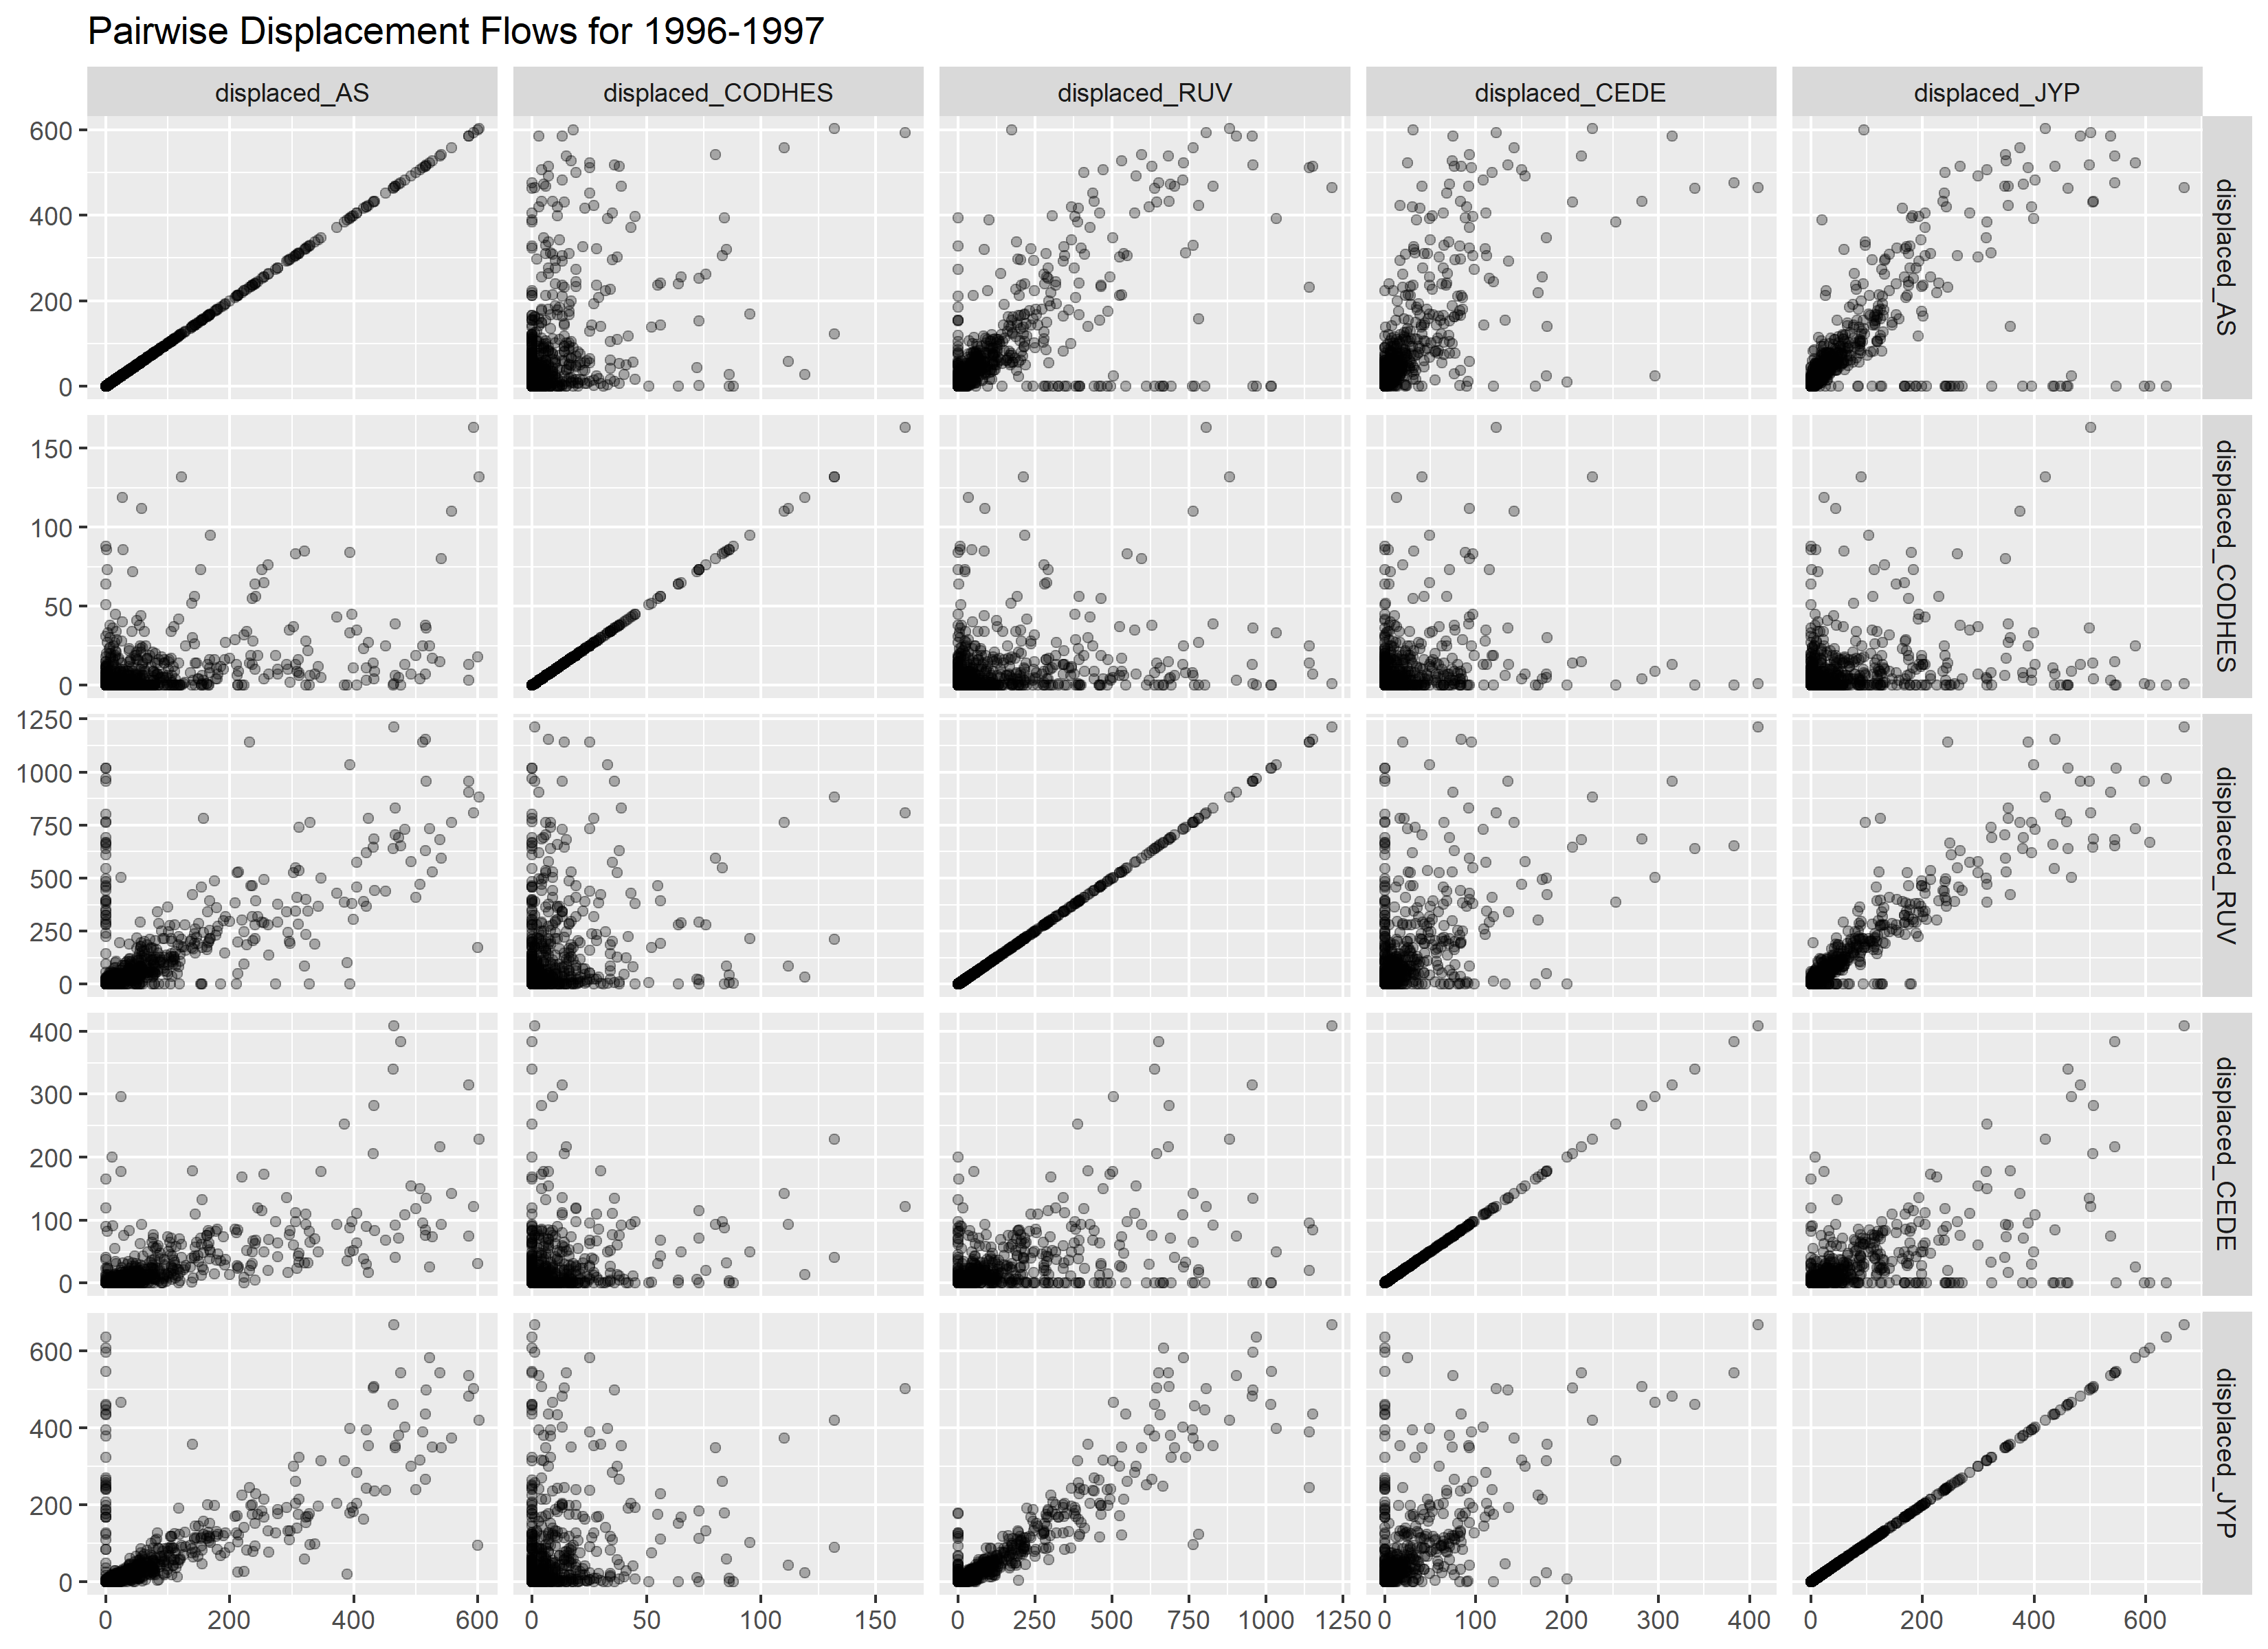 Pairwise Displacement Flows for 1996-1997
displaced_AS displaced_CODHES displaced_RUV displaced_CEDE displaced_JYP
600
400
200
0
displaced_AS
150
100
50
0
displaced_CODHES
1250
1000
750
500
250
0
displaced_RUV
400
300
200
100
0
displaced_CEDE
600
400
200
0
displaced_JYP
0 200 400 600 0 50 100 150 0 250 500 750 1000 1250 0 100 200 300 400 0 200 400 600